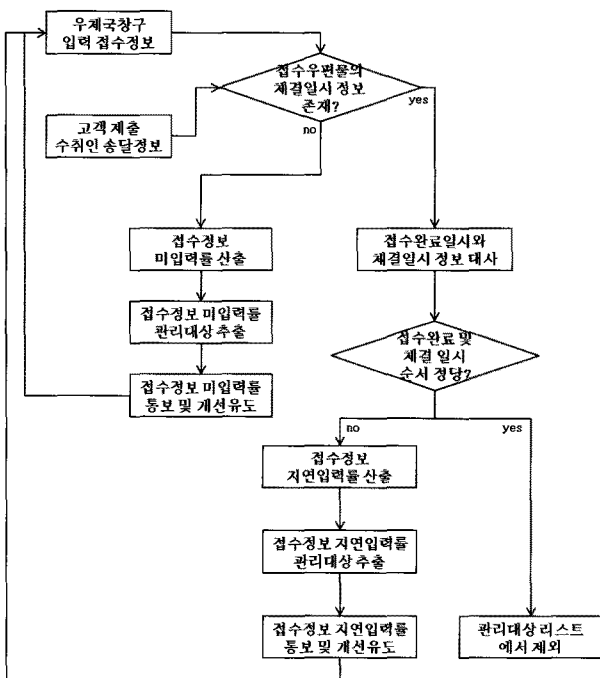 우체국창구
입력 접수정보
접수우편물의
체결일시 정보
존재?
yes
no
고객 제출
수취인 송달정보
접수정보
미입력률 산출
접수완료일시와
체결일시 정보 대사
접수정보 미입력률
관리대상 추출
접수완료 및
체결 일시
순서 정당?
접수정보 미입력률
통보 및 개선유도
no
yes
접수정보
지연입력률 산출
접수정보 지연입력률
관리대상 추출
접수정보 지연입력률
통보 및 개선유도
관리대상 리스트
에서 제외